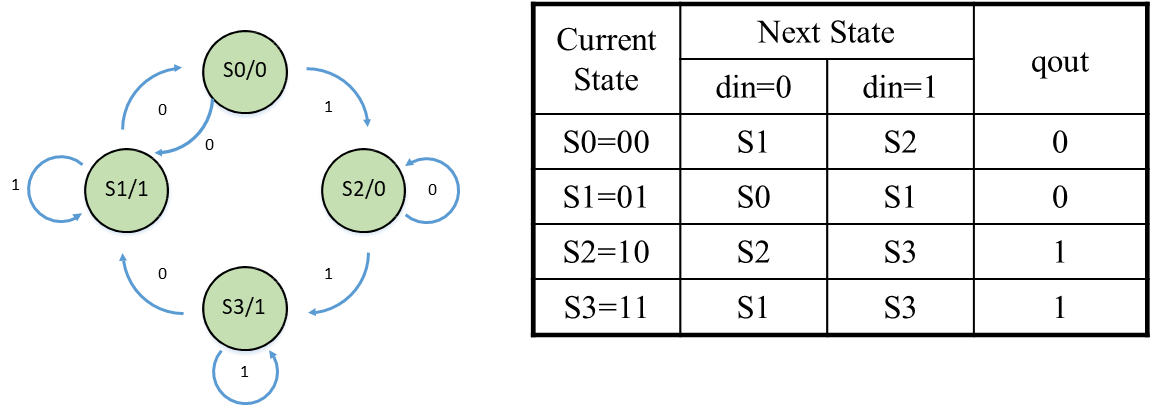 S0/0
0
1
0
1
S1/1
S2/0
0
0
1
S3/1
1
Current State
Next State
qout
din=0
din=1
S0=00
S1
S2
0
S1=01
S0
S1
0
S2=10
S2
S3
1
S3=11
S1
S3
1